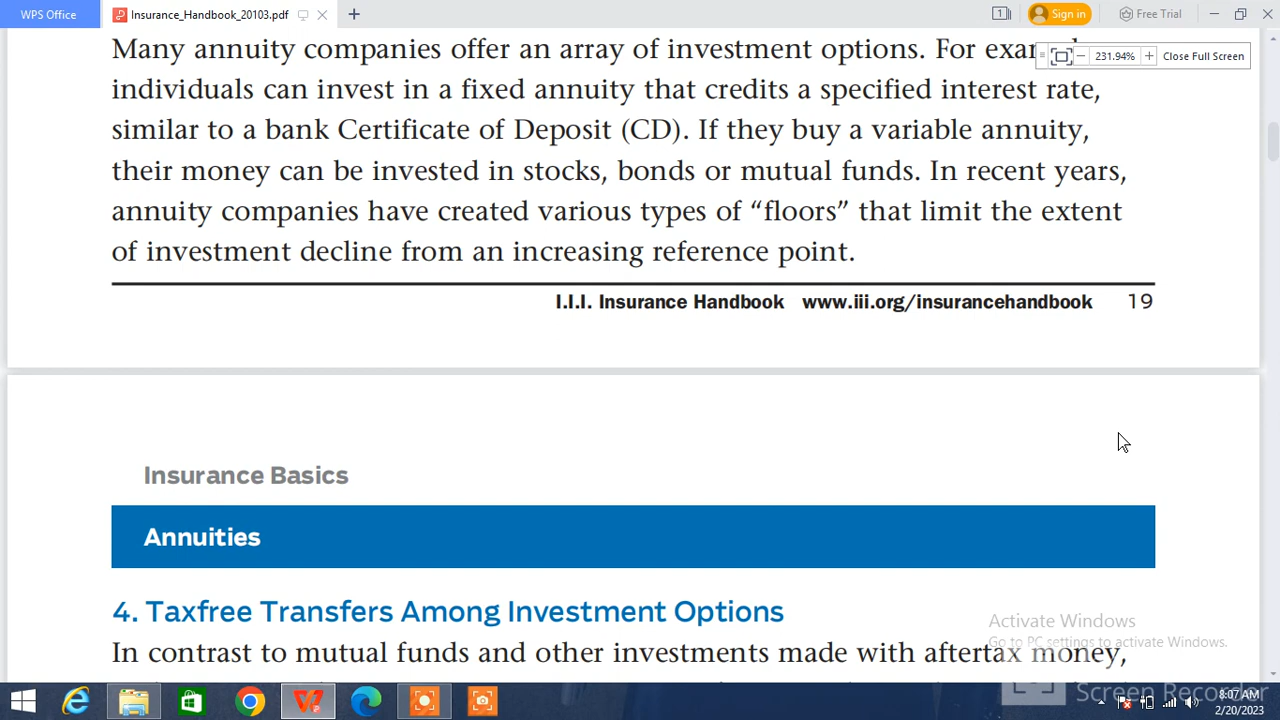 WPS Office
Insurance_Handbook_20103.pdf
1
Sign in
Free Trial
Many annuity companies offer an array of investment options. For
231.94%
Close Full Screen
individuals can invest in a fixed annuity that credits a specified interest rate,
similar to a bank Certificate of Deposit (CD). If they buy a variable annuity,
their money can be invested in stocks, bonds or mutual funds. In recent years,
annuity companies have created various types of “floors” that limit the extent
of investment decline from an increasing reference point.
I.I.I. Insurance Handbook www.iii.org/insurancehandbook 19
Insurance Basics
Annuities
4. Taxfree Transfers Among Investment Options
Activate Windows
Go to PC settings to activate Windows.
In contrast to mutual funds and other investments made with aftertax money,
Screen Recorder
8:07 AM
2/20/2023